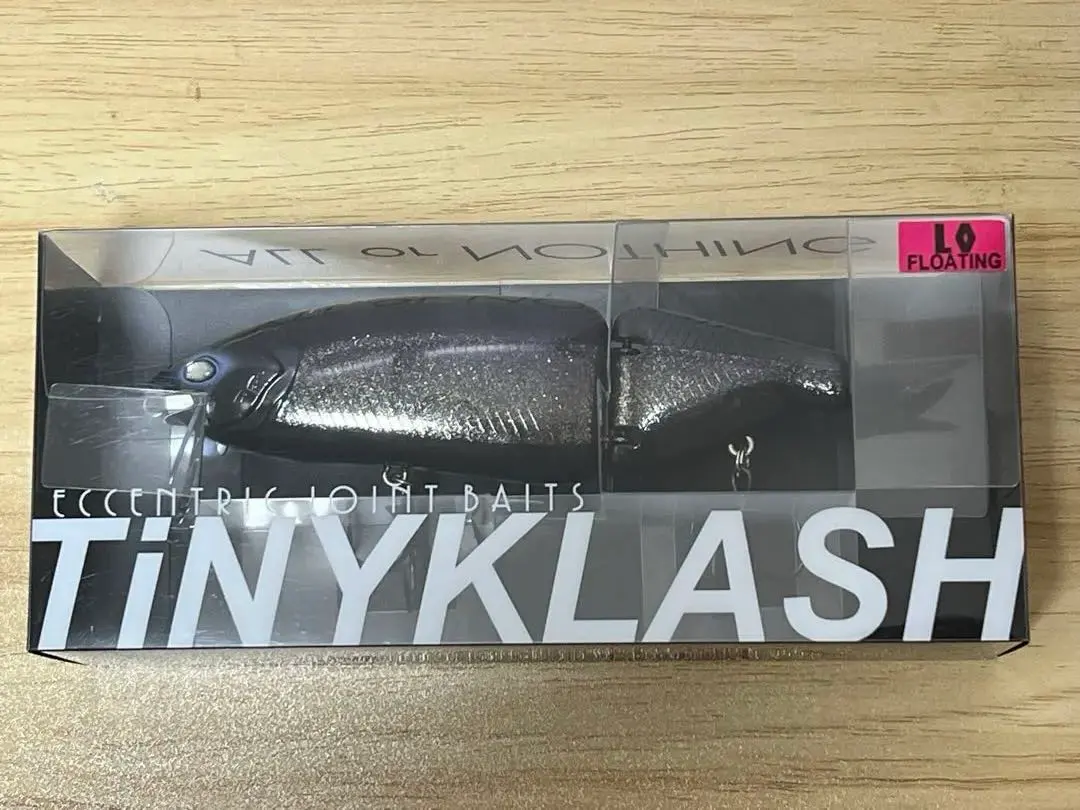 ALL or NOTHING
LO
FLOATING
ECCENTRIC JOINT BAITS
TiNYKLASH